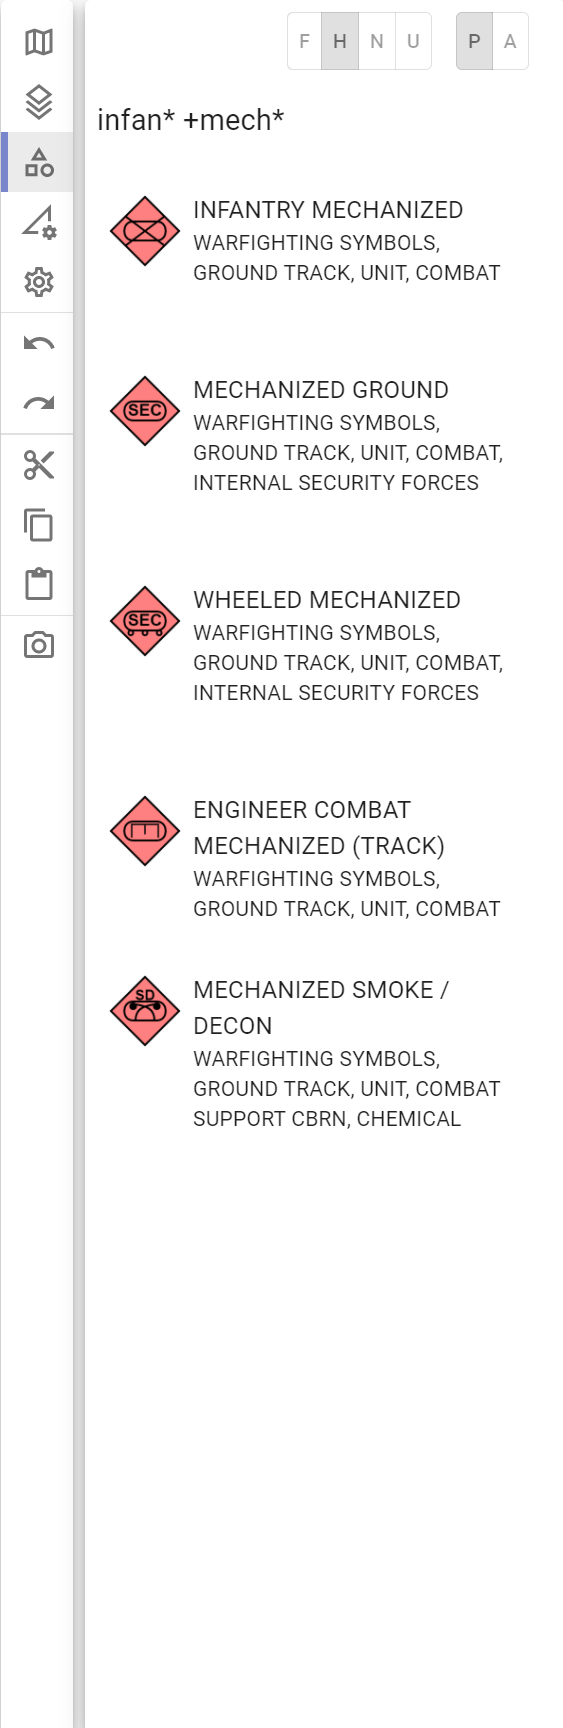 F H N U P A
infan* +mech*
INFANTRY MECHANIZED
WARFIGHTING SYMBOLS,
GROUND TRACK, UNIT, COMBAT
SEC
MECHANIZED GROUND
WARFIGHTING SYMBOLS,
GROUND TRACK, UNIT, COMBAT,
INTERNAL SECURITY FORCES
SEC
WHEELED MECHANIZED
WARFIGHTING SYMBOLS,
GROUND TRACK, UNIT, COMBAT,
INTERNAL SECURITY FORCES
ENGINEER COMBAT
MECHANIZED (TRACK)
WARFIGHTING SYMBOLS,
GROUND TRACK, UNIT, COMBAT
SD
MECHANIZED SMOKE /
DECON
WARFIGHTING SYMBOLS,
GROUND TRACK, UNIT, COMBAT
SUPPORT CBRN, CHEMICAL